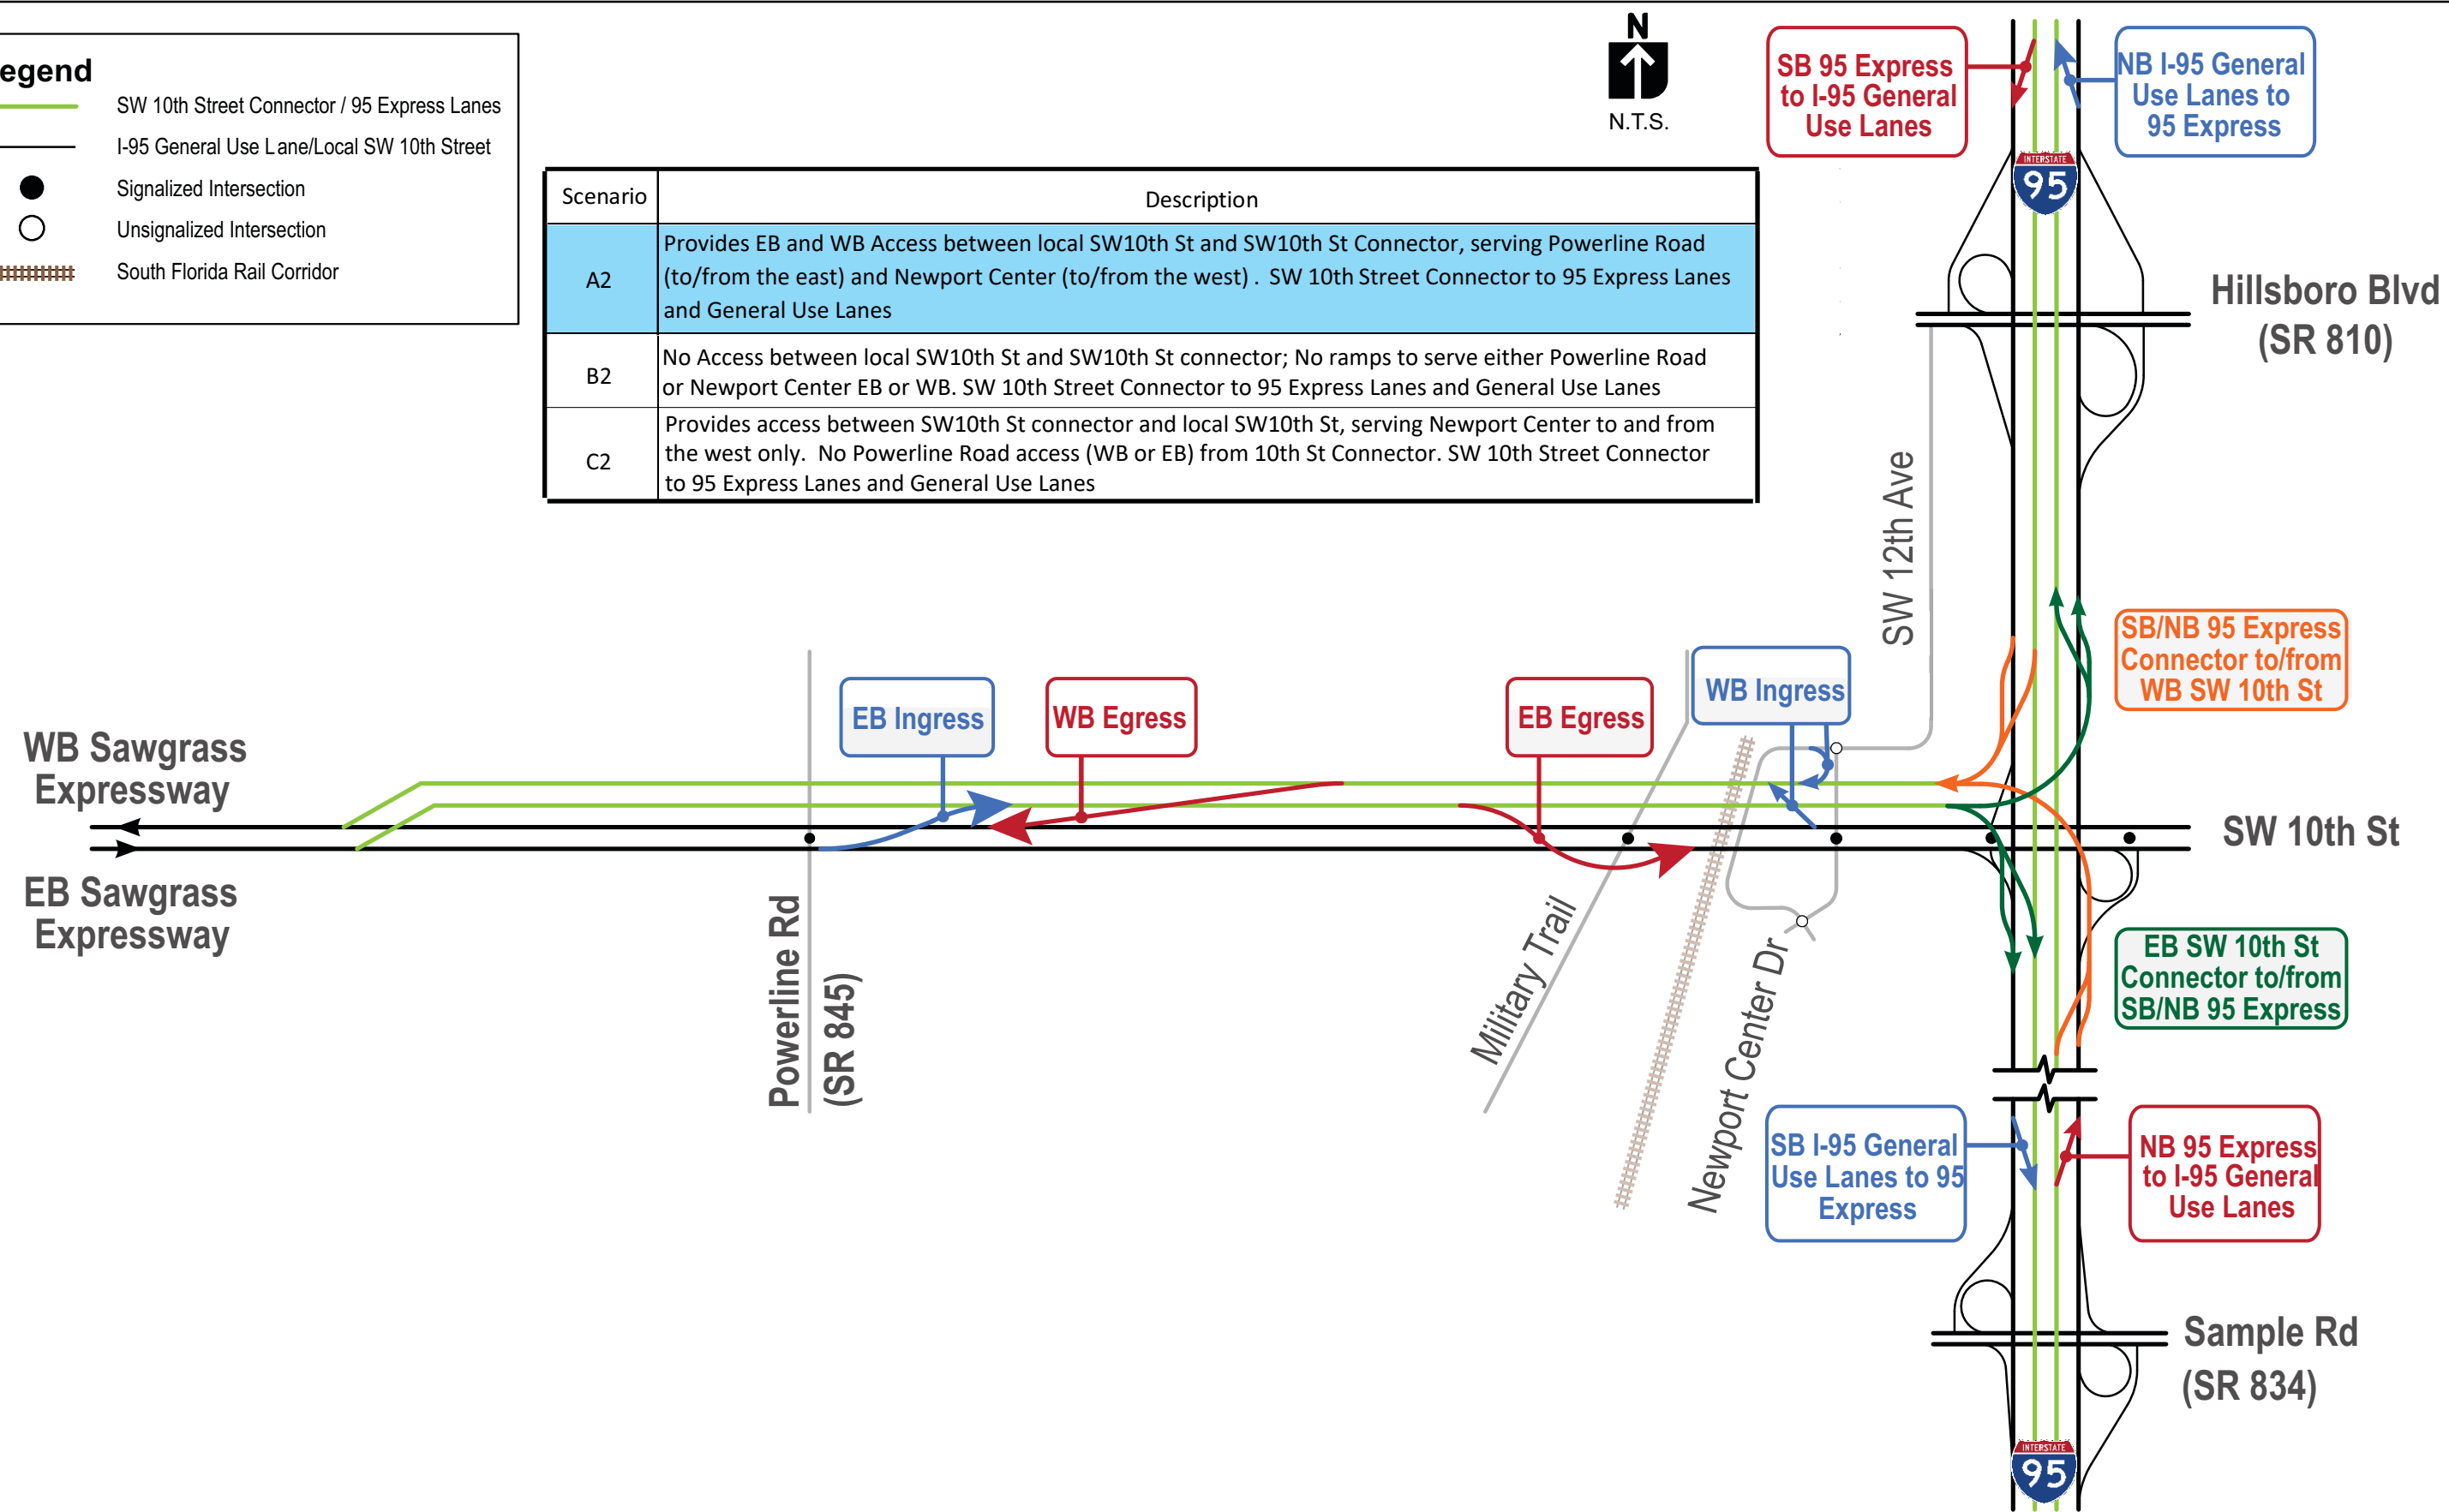 egend
SW 10th Street Connector / 95 Express Lanes
I-95 General Use Lane/Local SW 10th Street
Signalized Intersection
Unsignalized Intersection
South Florida Rail Corridor
N
N.T.S.
Scenario
Description
A2
Provides EB and WB Access between local SW10th St and SW10th St Connector, serving Powerline Road
(to/from the east) and Newport Center (to/from the west) . SW 10th Street Connector to 95 Express Lanes
and General Use Lanes
B2
No Access between local SW10th St and SW10th St connector; No ramps to serve either Powerline Road
or Newport Center EB or WB. SW 10th Street Connector to 95 Express Lanes and General Use Lanes
C2
Provides access between SW10th St connector and local SW10th St, serving Newport Center to and from
the west only. No Powerline Road access (WB or EB) from 10th St Connector. SW 10th Street Connector
to 95 Express Lanes and General Use Lanes
SB 95 Express
to I-95 General
Use Lanes
NB I-95 General
Use Lanes to
95 Express
INTERSTATE
95
Hillsboro Blvd
(SR 810)
SW 12th Ave
SB/NB 95 Express
Connector to/from
WB SW 10th St
EB Ingress
WB Egress
EB Egress
WB Ingress
WB Sawgrass
Expressway
SW 10th St
EB Sawgrass
Expressway
Powerline Rd
(SR 845)
Military Trail
Newport Center Dr
EB SW 10th St
Connector to/from
SB/NB 95 Express
SB I-95 General
Use Lanes to 95
Express
NB 95 Express
to I-95 General
Use Lanes
Sample Rd
(SR 834)
INTERSTATE
95